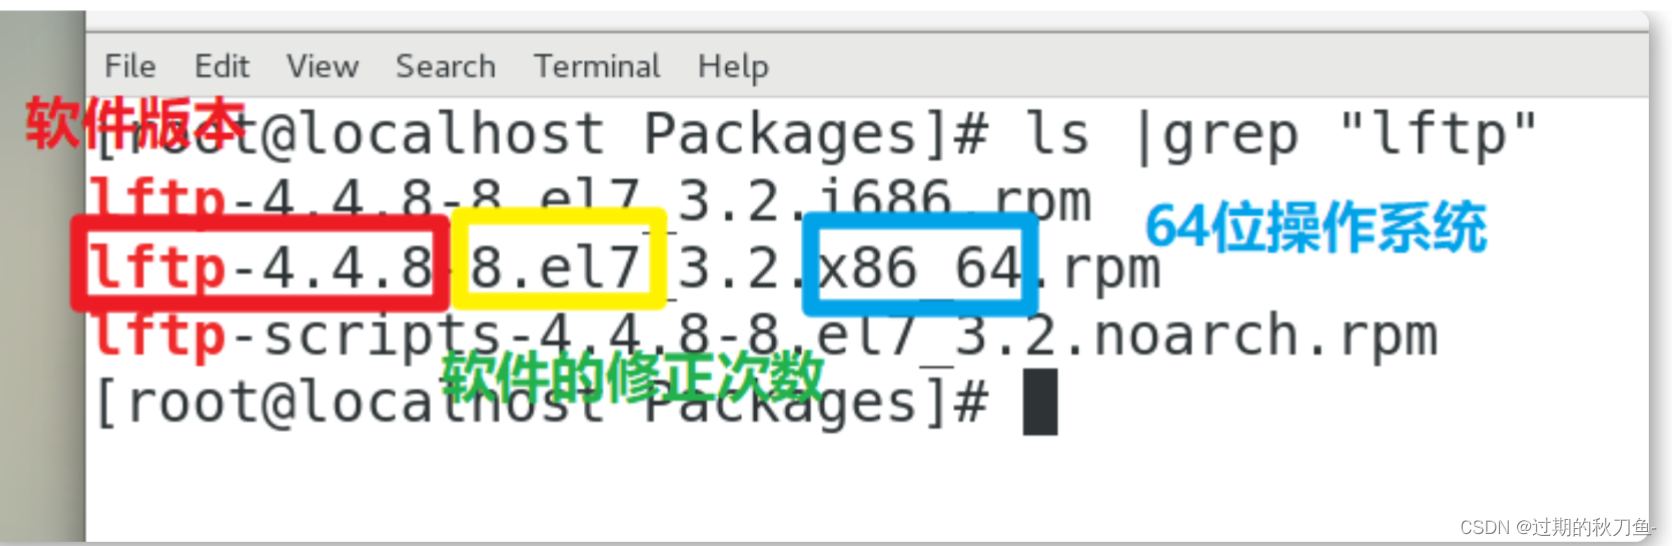 File Edit View Search Terminal Help
软件版本
[root@localhost Packages]# ls |grep "lftp"
lftp-4.4.8-8.el7_3.2.i686.rpm
64位操作系统
lftp-4.4.8-8.el7_3.2.x86_64.rpm
lftp-scripts-4.4.8-8.el7_3.2.noarch.rpm
软件的修正次数
[root@localhost Packages]#
CSDN @过期的秋刀鱼-